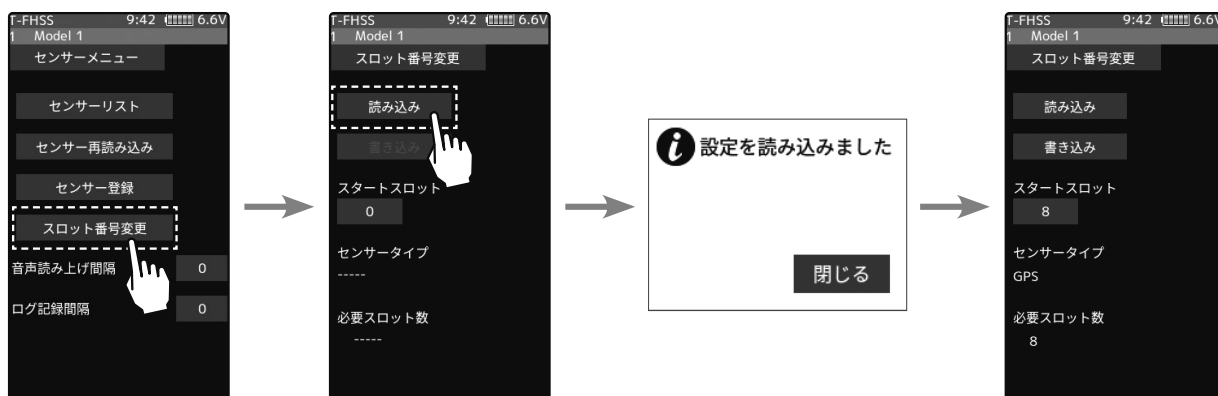 T-FHSS 9:42 6.6V
1 Model 1
センサーメニュー
センサーリスト
センサー再読み込み
センサー登録
スロット番号変更
音声読み上げ間隔 0
ログ記録間隔 0
T-FHSS 9:42 6.6V
1 Model 1
スロット番号変更
読み込み
書き込み
スタートスロット
0
センサータイプ
-----
必要スロット数
-----
i 設定を読み込みました
閉じる
T-FHSS 9:42 6.6V
1 Model 1
スロット番号変更
読み込み
書き込み
スタートスロット
8
センサータイプ
GPS
必要スロット数
8